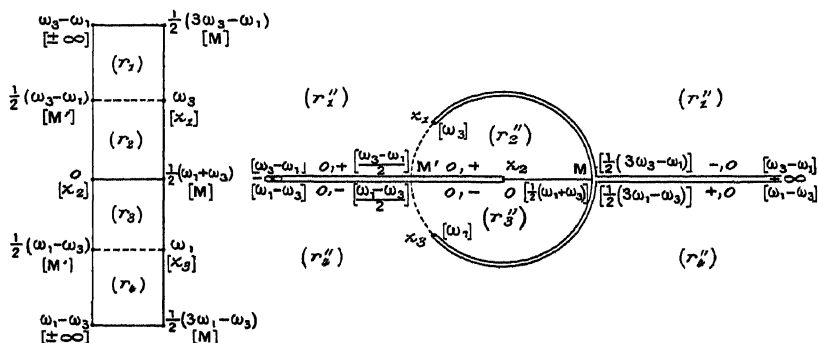 ω₃-ω₁ ½(3ω₃-ω₁)
[±∞] [M]
(r₁)
½(ω₃-ω₁) ω₃
[M'] [x₁]
(r₂)
0 ½(ω₁+ω₃)
[x₂] [M]
(r₃)
½(ω₁-ω₃) ω₁
[M'] [x₃]
(r₄)
ω₁-ω₃ ½(3ω₁-ω₃)
[±∞] [M]
(r₁″) (r₁″)
x₁ [ω₃] (r₂″)
[ω₃-ω₁] 0,+ [ω₃-ω₁/2] M' 0,+ x₂ M [½(3ω₃-ω₁)] -,0 [ω₃-ω₁]
-∞ +∞
[ω₁-ω₃] 0,- [ω₁-ω₃/2] 0,- 0 [½(ω₁+ω₃)] [½(3ω₁-ω₃)] +,0 [ω₁-ω₃]
(r₃″)
x₃ [ω₁]
(r₄″) (r₄″)